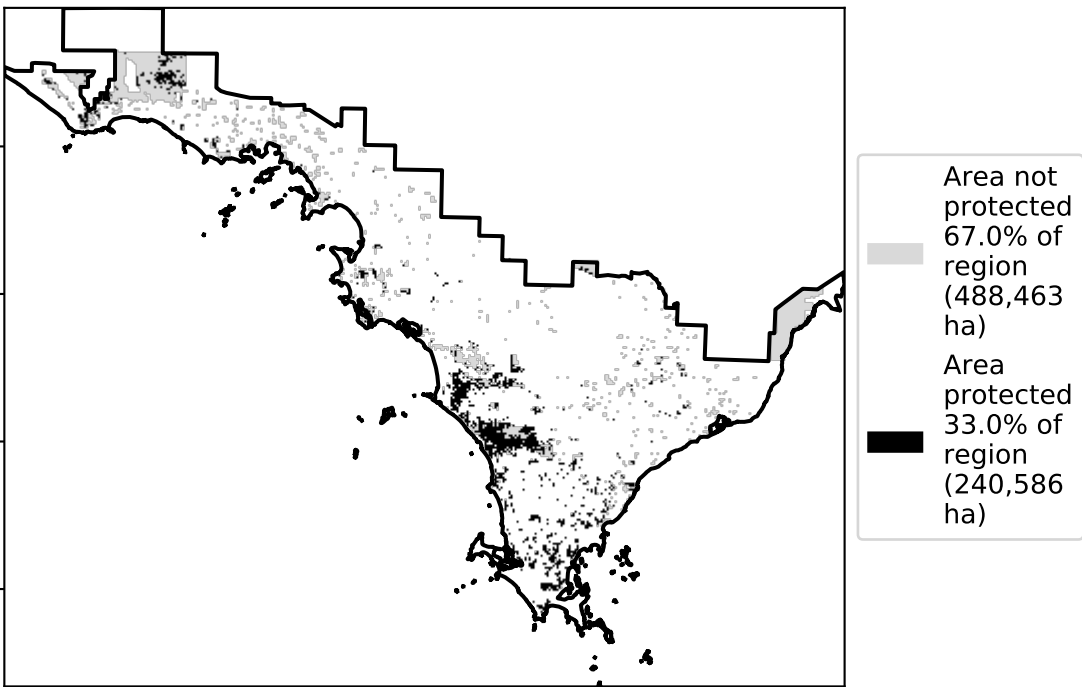 Area not
protected
67.0% of
region
(488,463
ha)
Area
protected
33.0% of
region
(240,586
ha)